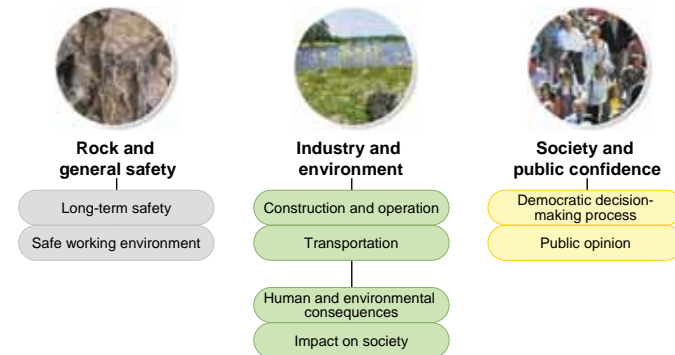 Rock and
general safety
Long-term safety
Safe working environment
Industry and
environment
Construction and operation
Transportation
Human and environmental
consequences
Impact on society
Society and
public confidence
Democratic decision-
making process
Public opinion